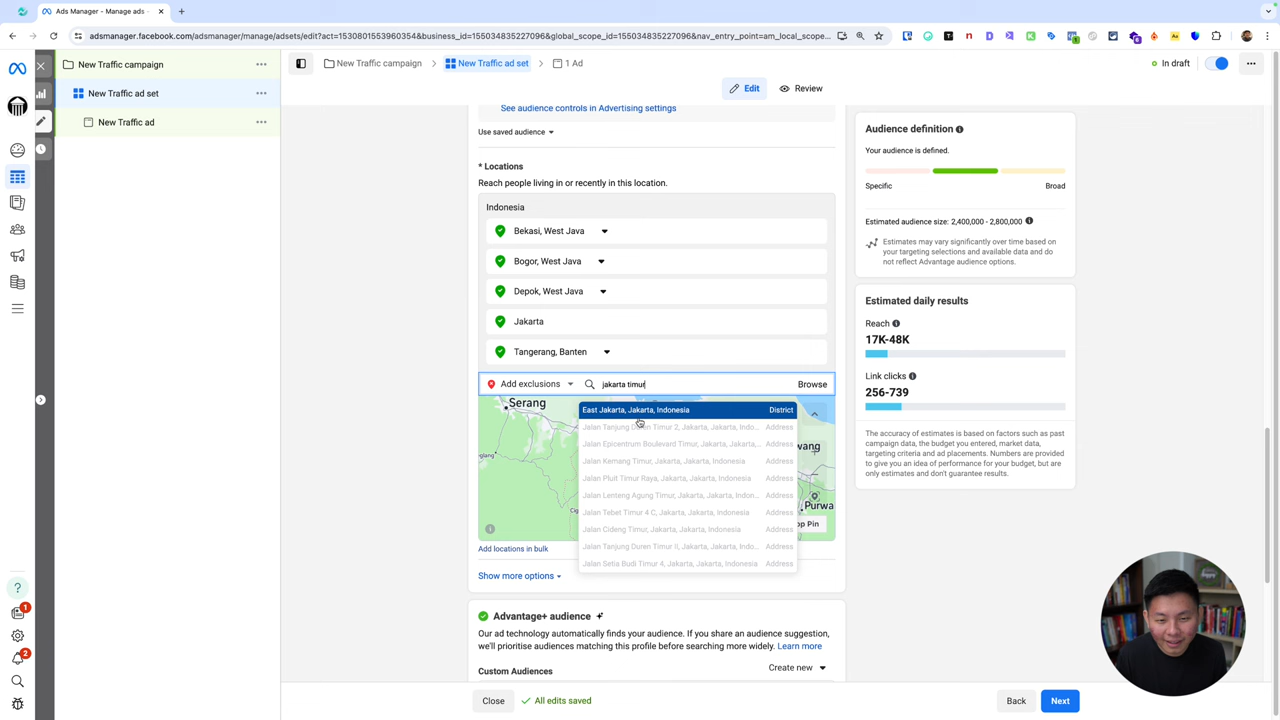 Ads Manager - Manage ads
adsmanager.facebook.com/adsmanager/manage/adsets/edit?act=1530801553960354&business_id=155034835227096&global_scope_id=155034835227096&nav_entry_point=am_local_scope...
New Traffic campaign
New Traffic ad set
New Traffic ad
New Traffic campaign
New Traffic ad set
1 Ad
In draft
Edit
Review
See audience controls in Advertising settings
Use saved audience
* Locations
Reach people living in or recently in this location.
Indonesia
Bekasi, West Java
Bogor, West Java
Depok, West Java
Jakarta
Tangerang, Banten
Add exclusions
jakarta timur
Browse
East Jakarta, Jakarta, Indonesia District
Jalan Tanjung Duren Timur 2, Jakarta, Jakarta, Indo... Address
Jalan Epicentrum Boulevard Timur, Jakarta, Jakarta,... Address
Jalan Kemang Timur, Jakarta, Jakarta, Indonesia Address
Jalan Pluit Timur Raya, Jakarta, Jakarta, Indonesia Address
Jalan Lenteng Agung Timur, Jakarta, Jakarta, Indon... Address
Jalan Tebet Timur 4 C, Jakarta, Jakarta, Indonesia Address
Jalan Cideng Timur, Jakarta, Jakarta, Indonesia Address
Jalan Tanjung Duren Timur II, Jakarta, Jakarta, Indo... Address
Jalan Setia Budi Timur 4, Jakarta, Jakarta, Indonesia Address
Serang
wang
Purwa
op Pin
Add locations in bulk
Show more options
Advantage+ audience
Our ad technology automatically finds your audience. If you share an audience suggestion,
we'll prioritise audiences matching this profile before searching more widely. Learn more
Custom Audiences
Create new
Close
All edits saved
Back
Next
Audience definition
Your audience is defined.
Specific
Broad
Estimated audience size: 2,400,000 - 2,800,000
Estimates may vary significantly over time based on
your targeting selections and available data and do
not reflect Advantage audience options.
Estimated daily results
Reach
17K-48K
Link clicks
256-739
The accuracy of estimates is based on factors such as past
campaign data, the budget you entered, market data,
targeting criteria and ad placements. Numbers are provided
to give you an idea of performance for your budget, but are
only estimates and don't guarantee results.
1
2